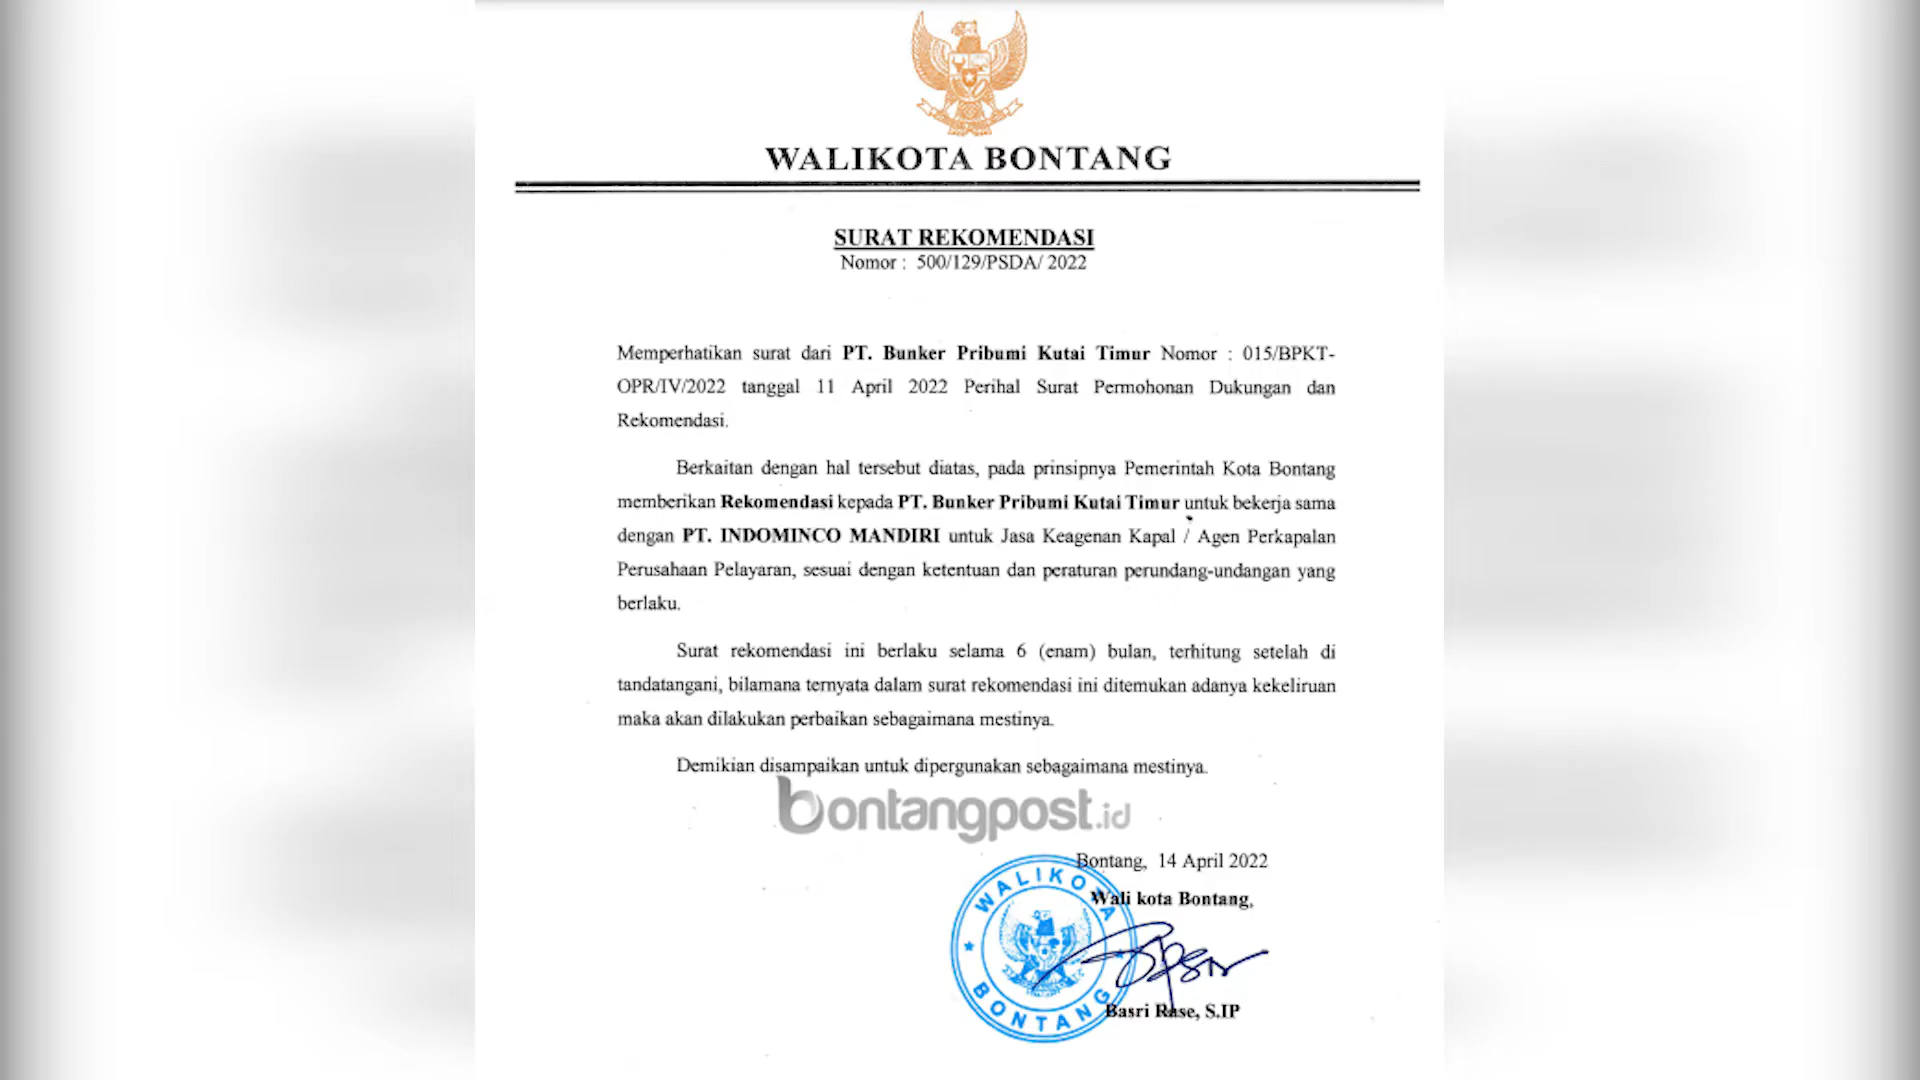 WALIKOTA BONTANG
SURAT REKOMENDASI
Nomor : 500/129/PSDA/ 2022
Memperhatikan surat dari PT. Bunker Pribumi Kutai Timur Nomor : 015/BPKT-
OPR/IV/2022 tanggal 11 April 2022 Perihal Surat Permohonan Dukungan dan
Rekomendasi.
Berkaitan dengan hal tersebut diatas, pada prinsipnya Pemerintah Kota Bontang
memberikan Rekomendasi kepada PT. Bunker Pribumi Kutai Timur untuk bekerja sama
dengan PT. INDOMINCO MANDIRI untuk Jasa Keagenan Kapal / Agen Perkapalan
Perusahaan Pelayaran, sesuai dengan ketentuan dan peraturan perundang-undangan yang
berlaku.
Surat rekomendasi ini berlaku selama 6 (enam) bulan, terhitung setelah di
tandatangani, bilamana ternyata dalam surat rekomendasi ini ditemukan adanya kekeliruan
maka akan dilakukan perbaikan sebagaimana mestinya.
Demikian disampaikan untuk dipergunakan sebagaimana mestinya.
bontangpost.id
Bontang, 14 April 2022
Wali kota Bontang,
WALIKOTA
BONTANG
Basri Rase, S.IP